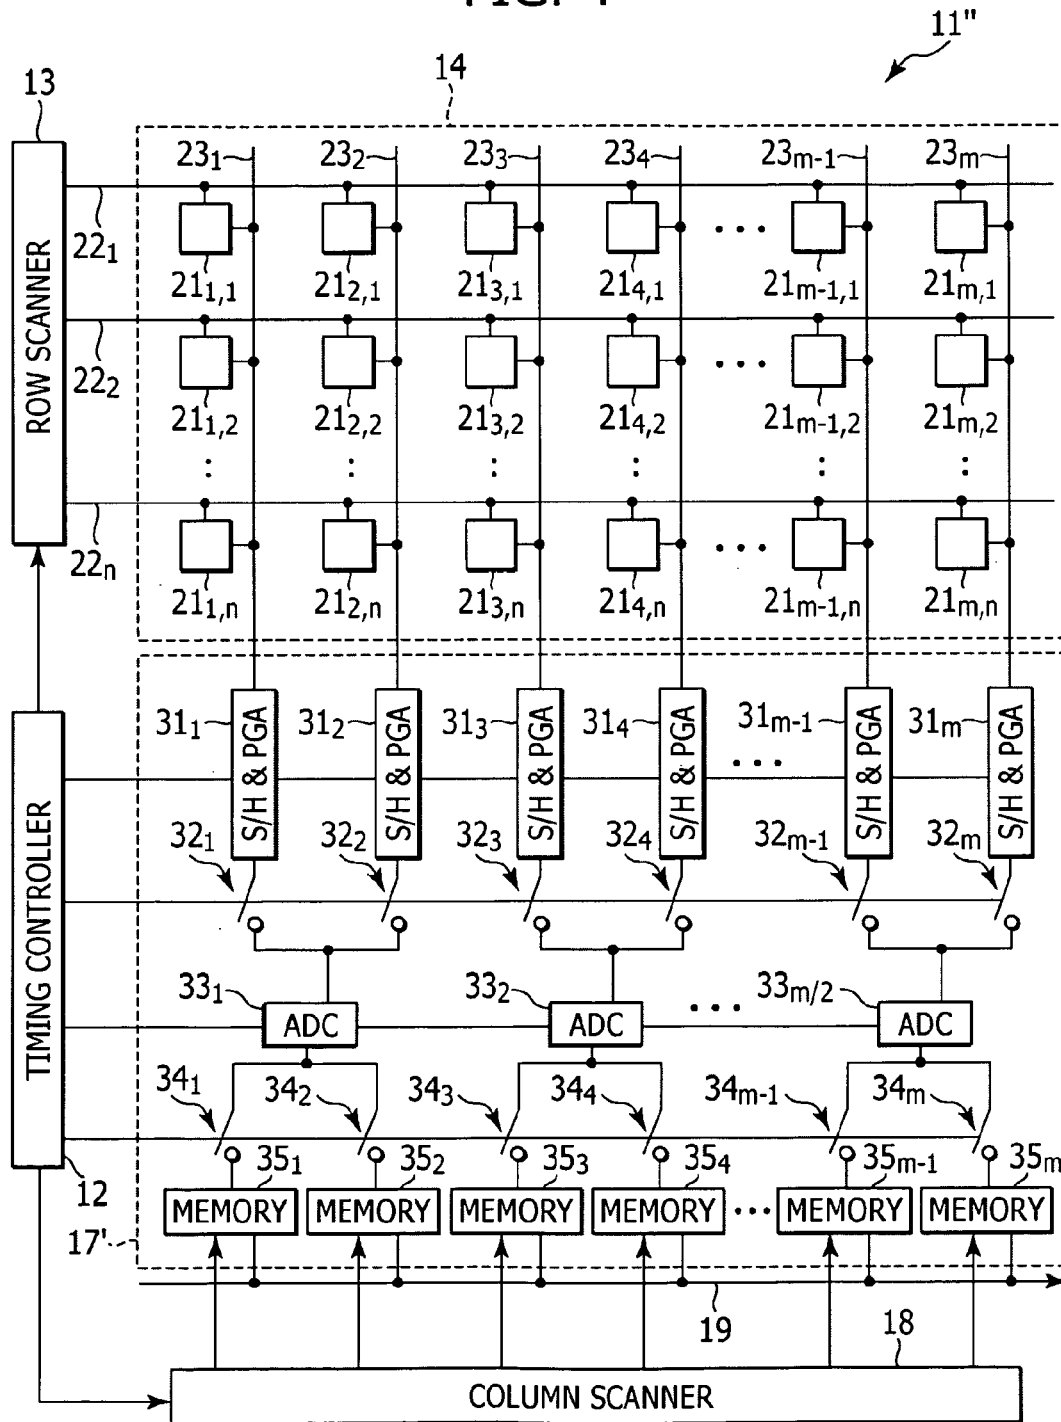 11"
14
13
23₁ 23₂ 23₃ 23₄ 23ₘ₋₁ 23ₘ
ROW SCANNER
22₁
21₁,₁ 21₂,₁ 21₃,₁ 21₄,₁ ••• 21ₘ₋₁,₁ 21ₘ,₁
22₂
21₁,₂ 21₂,₂ 21₃,₂ 21₄,₂ ••• 21ₘ₋₁,₂ 21ₘ,₂
22ₙ
21₁,ₙ 21₂,ₙ 21₃,ₙ 21₄,ₙ ••• 21ₘ₋₁,ₙ 21ₘ,ₙ
31₁ 31₂ 31₃ 31₄ 31ₘ₋₁ 31ₘ
S/H & PGA S/H & PGA S/H & PGA S/H & PGA ••• S/H & PGA S/H & PGA
TIMING CONTROLLER
32₁ 32₂ 32₃ 32₄ 32ₘ₋₁ 32ₘ
33₁ 33₂ ••• 33ₘ/₂
ADC ADC ADC
34₁ 34₂ 34₃ 34₄ 34ₘ₋₁ 34ₘ
35₁ 35₂ 35₃ 35₄ 35ₘ₋₁ 35ₘ
12
MEMORY MEMORY MEMORY MEMORY ••• MEMORY MEMORY
17'
19
18
COLUMN SCANNER